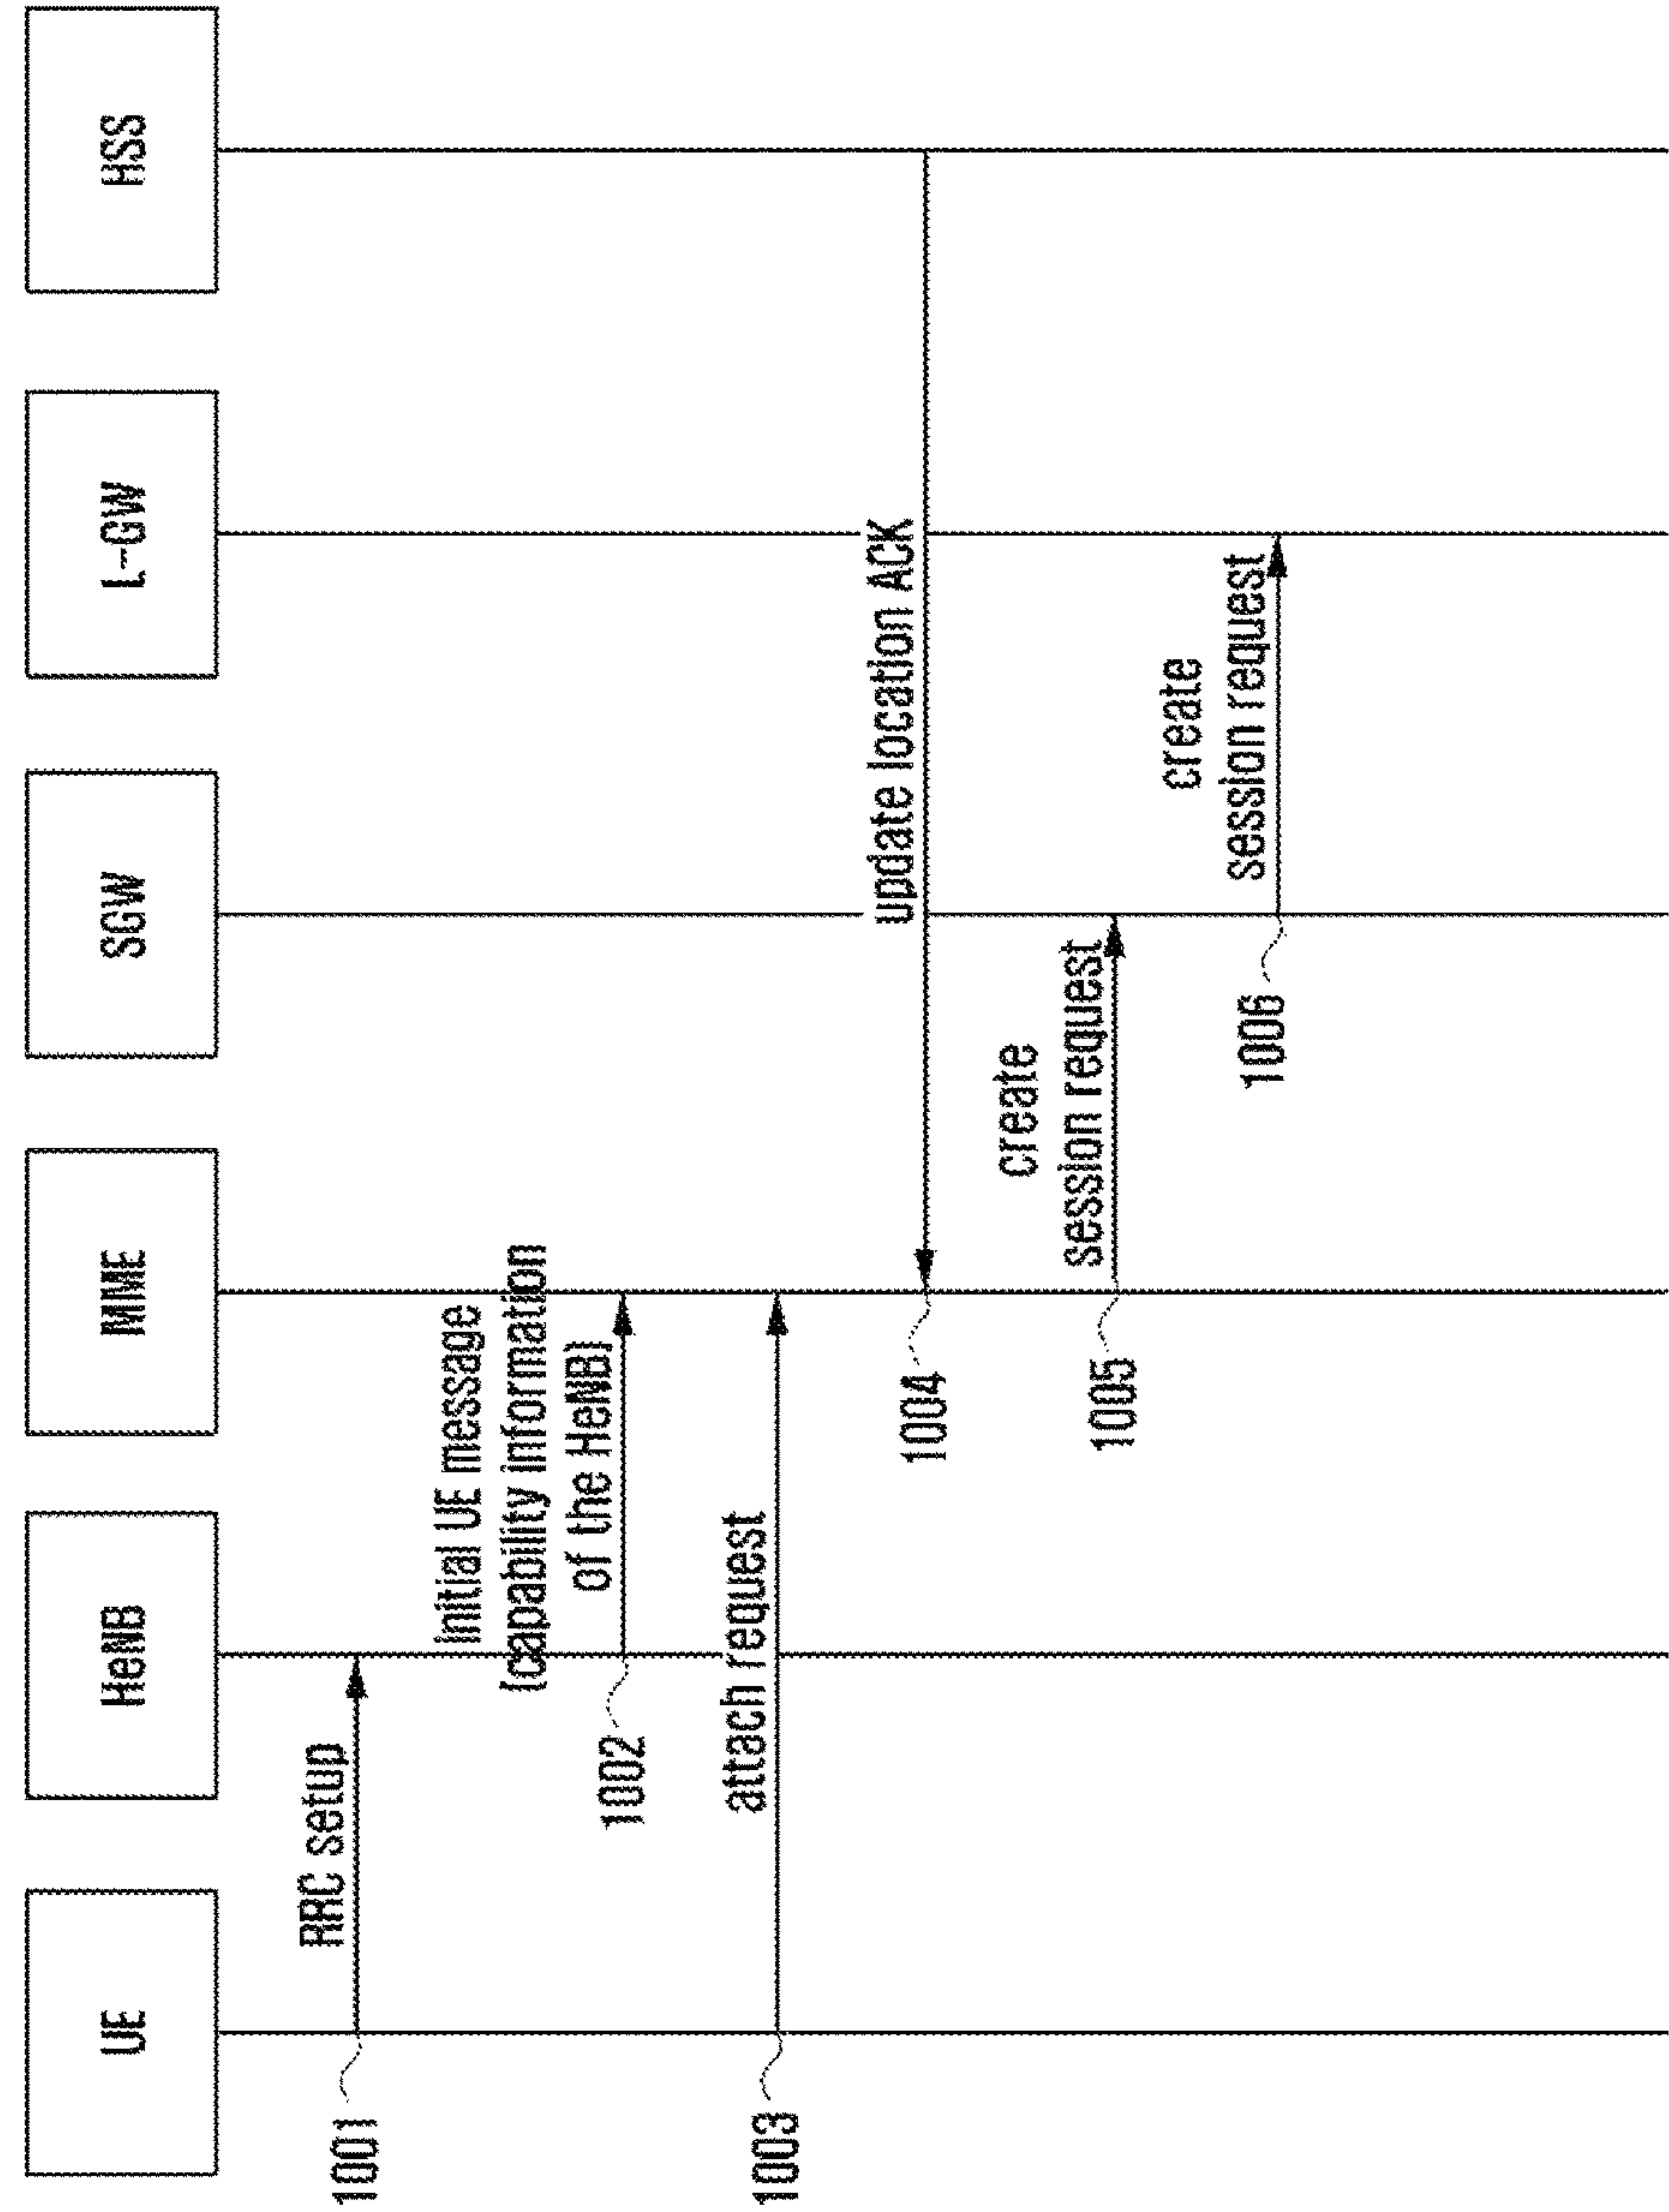 UE
HeNB
MME
SGW
L-GW
HSS
RRC setup
1001
initial UE message
(capability information
of the HeNB)
1002
attach request
1003
update location ACK
1004
create
session request
1005
create
session request
1006